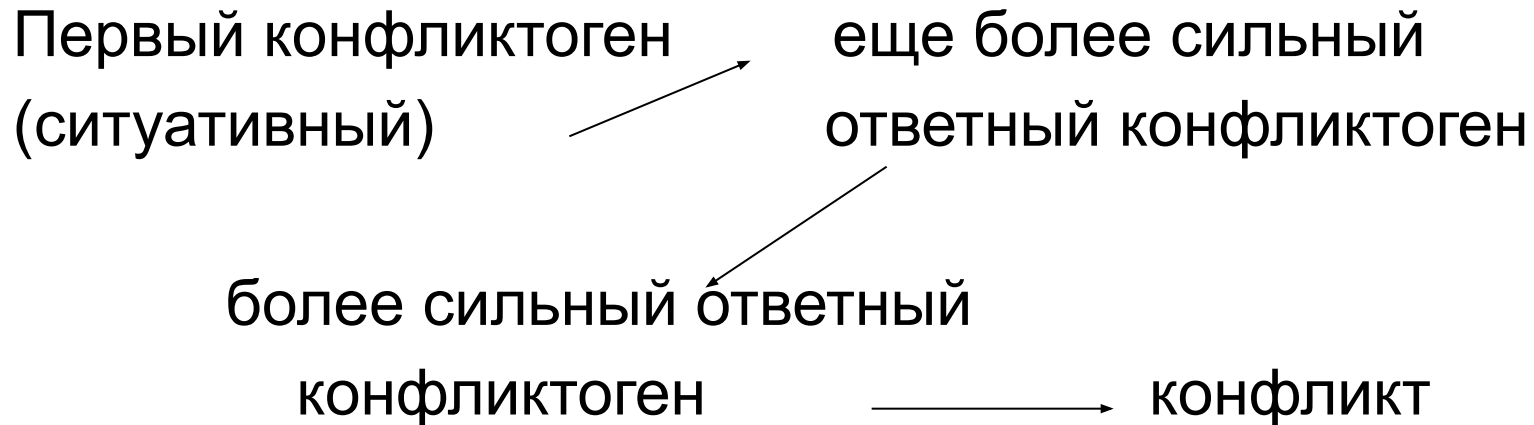 Первый конфликтоген еще более сильный
(ситуативный) ответный конфликтоген
более сильный ответный
конфликтоген конфликт